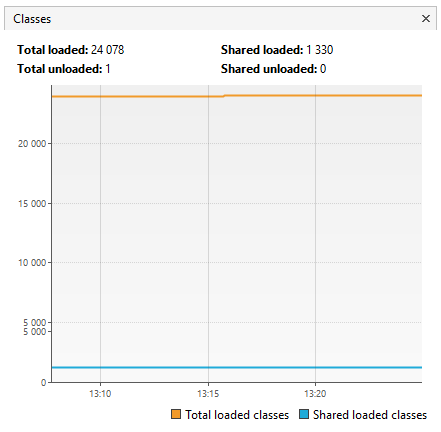 Classes
Total loaded: 24 078 Shared loaded: 1 330
Total unloaded: 1 Shared unloaded: 0
20 000
15 000
10 000
5 000
5 000
0
13:10 13:15 13:20
Total loaded classes Shared loaded classes